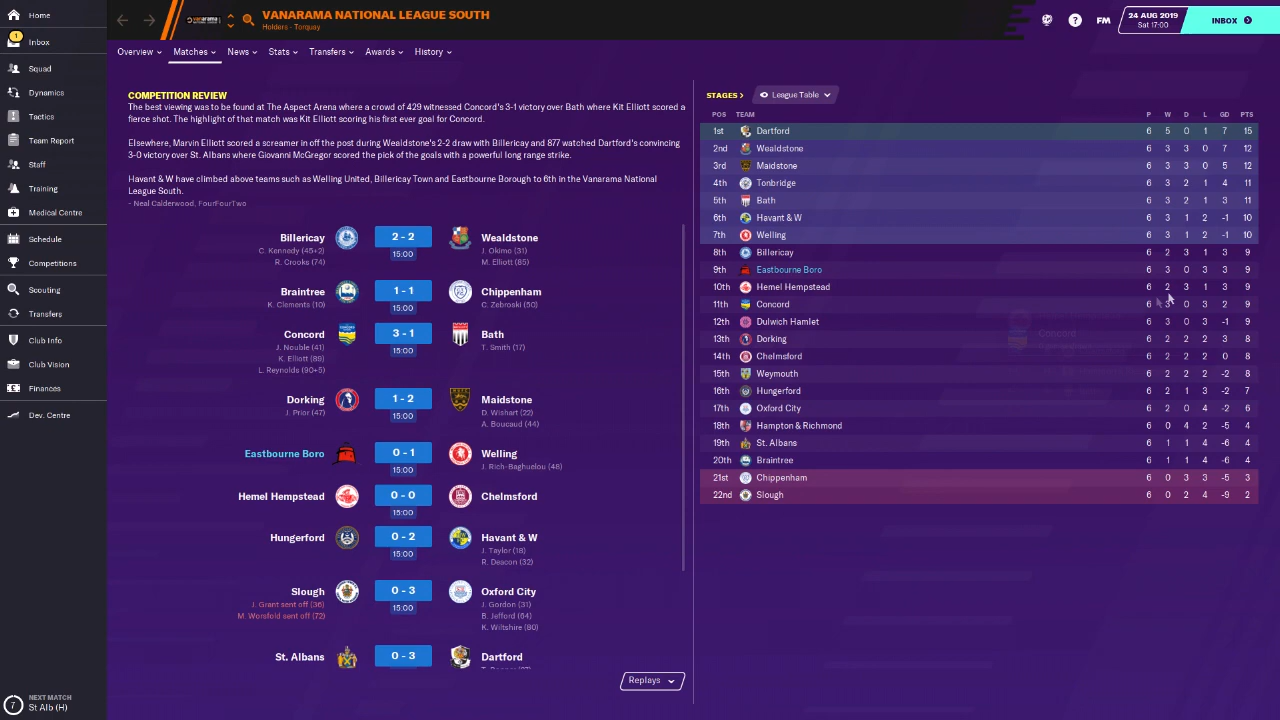 Home
VANARAMA NATIONAL LEAGUE SOUTH
Holders - Torquay
FM
24 AUG 2019
Sat 17:00
INBOX
1
Inbox
Squad
Dynamics
Tactics
Team Report
Staff
Training
Medical Centre
Schedule
Competitions
Scouting
Transfers
Club Info
Club Vision
Finances
Dev. Centre
NEXT MATCH
7
St Alb (H)
Overview
Matches
News
Stats
Transfers
Awards
History
COMPETITION REVIEW
The best viewing was to be found at The Aspect Arena where a crowd of 429 witnessed Concord's 3-1 victory over Bath where Kit Elliott scored a
fierce shot. The highlight of that match was Kit Elliott scoring his first ever goal for Concord.
Elsewhere, Marvin Elliott scored a screamer in off the post during Wealdstone's 2-2 draw with Billericay and 877 watched Dartford's convincing
3-0 victory over St. Albans where Giovanni McGregor scored the pick of the goals with a powerful long range strike.
Havant & W have climbed above teams such as Welling United, Billericay Town and Eastbourne Borough to 6th in the Vanarama National
League South.
- Neal Calderwood, FourFourTwo
Billericay 2 - 2 Wealdstone
C. Kennedy (45+2) 15:00 J. Okimo (31)
R. Crooks (74) M. Elliott (85)
Braintree 1 - 1 Chippenham
K. Clements (10) 15:00 C. Zebroski (50)
Concord 3 - 1 Bath
J. Nouble (41) 15:00 T. Smith (17)
K. Elliott (89)
L. Reynolds (90+5)
Dorking 1 - 2 Maidstone
J. Prior (47) 15:00 D. Wishart (22)
A. Boucaud (44)
Eastbourne Boro 0 - 1 Welling
15:00 J. Rich-Baghuelou (48)
Hemel Hempstead 0 - 0 Chelmsford
15:00
Hungerford 0 - 2 Havant & W
15:00 J. Taylor (18)
R. Deacon (32)
Slough 0 - 3 Oxford City
J. Grant sent off (36) 15:00 J. Gordon (31)
M. Worsfold sent off (72) B. Jefford (64)
K. Wiltshire (80)
St. Albans 0 - 3 Dartford
Replays
STAGES
League Table
POS TEAM P W D L GD PTS
1st Dartford 6 5 0 1 7 15
2nd Wealdstone 6 3 3 0 7 12
3rd Maidstone 6 3 3 0 5 12
4th Tonbridge 6 3 2 1 4 11
5th Bath 6 3 2 1 3 11
6th Havant & W 6 3 1 2 -1 10
7th Welling 6 3 1 2 -1 10
8th Billericay 6 2 3 1 3 9
9th Eastbourne Boro 6 3 0 3 3 9
10th Hemel Hempstead 6 2 3 1 3 9
11th Concord 6 3 0 3 2 9
12th Dulwich Hamlet 6 3 0 3 -1 9
13th Dorking 6 2 2 2 3 8
14th Chelmsford 6 2 2 2 0 8
15th Weymouth 6 2 2 2 -2 8
16th Hungerford 6 2 1 3 -2 7
17th Oxford City 6 2 0 4 -2 6
18th Hampton & Richmond 6 0 4 2 -5 4
19th St. Albans 6 1 1 4 -6 4
20th Braintree 6 1 1 4 -6 4
21st Chippenham 6 0 3 3 -5 3
22nd Slough 6 0 2 4 -9 2